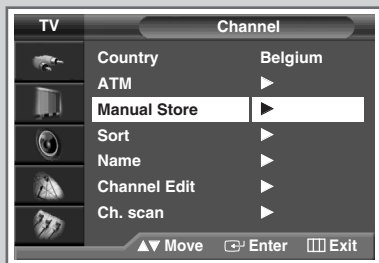 TV Channel
Country Belgium
ATM ▶
Manual Store ▶
Sort ▶
Name ▶
Channel Edit ▶
Ch. scan ▶
▲▼ Move Enter Exit